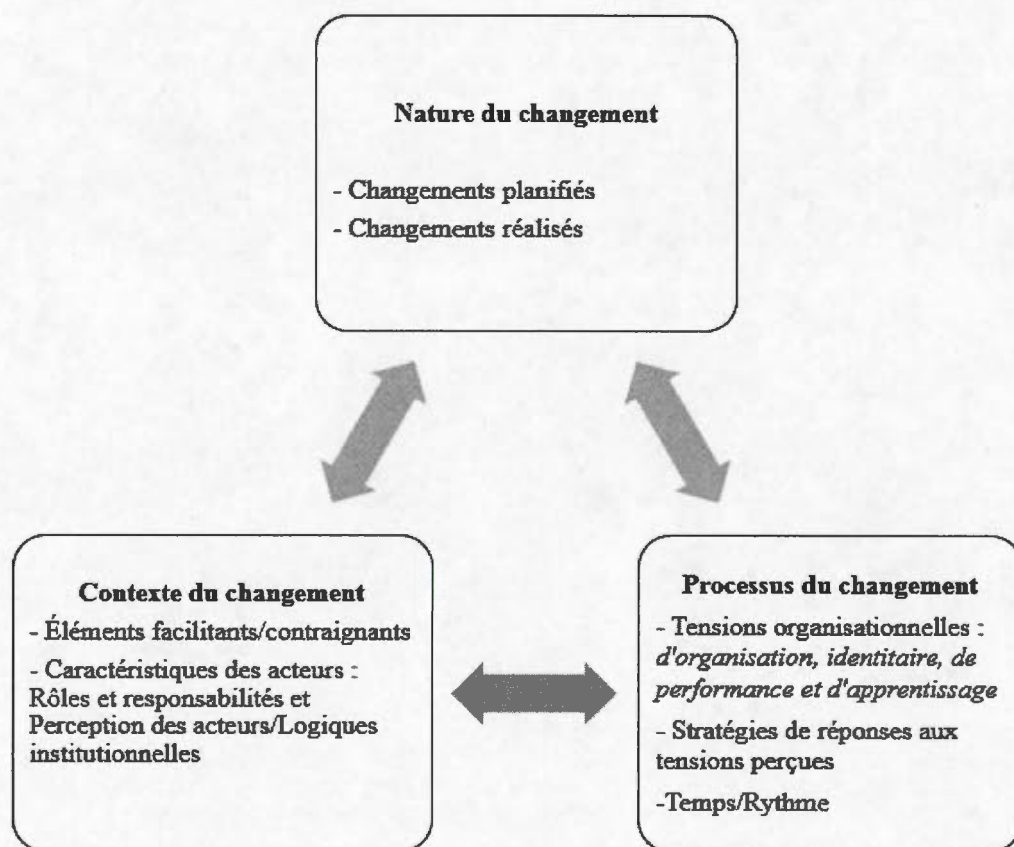 Nature du changement
- Changements planifiés
- Changements réalisés
Contexte du changement
- Éléments facilitants/contraignants
- Caractéristiques des acteurs :
Rôles et responsabilités et
Perception des acteurs/Logiques
institutionnelles
Processus du changement
- Tensions organisationnelles :
d'organisation, identitaire, de
performance et d'apprentissage
- Stratégies de réponses aux
tensions perçues
-Temps/Rythme